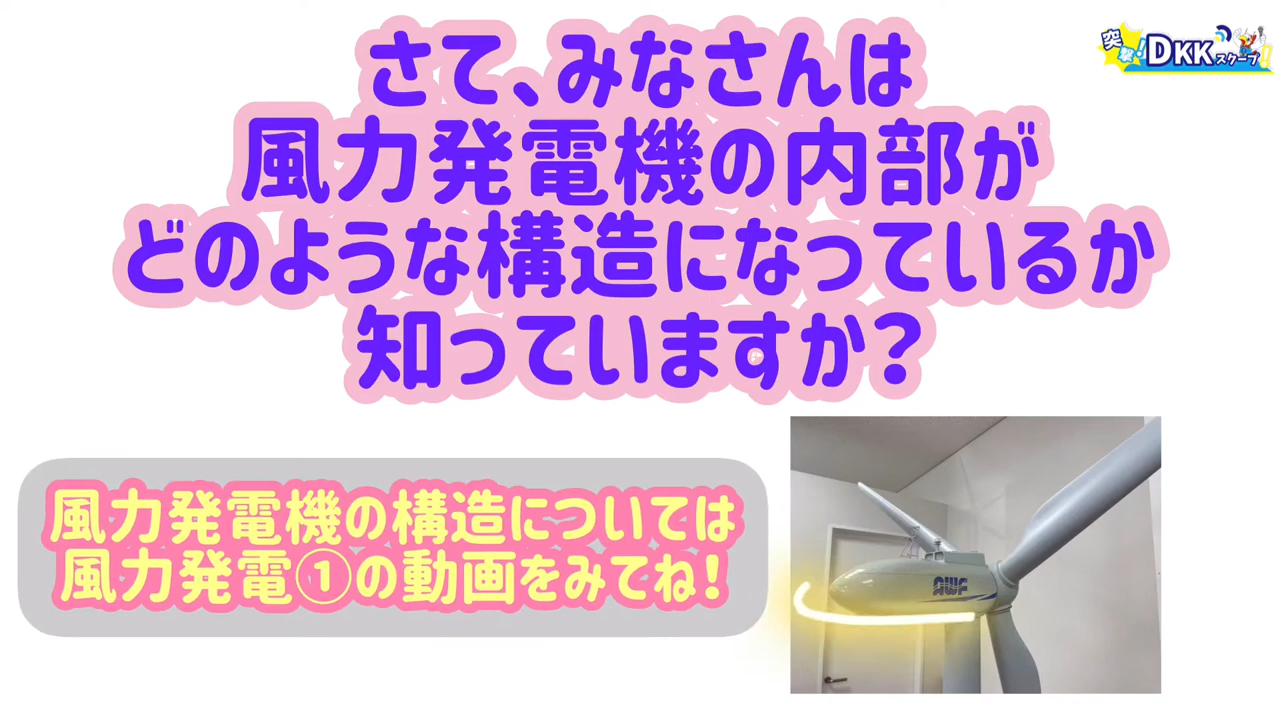 突撃!DKKスクープ!!
さて、みなさんは
風力発電機の内部が
どのような構造になっているか
知っていますか?
風力発電機の構造については
風力発電①の動画をみてね!
AWF